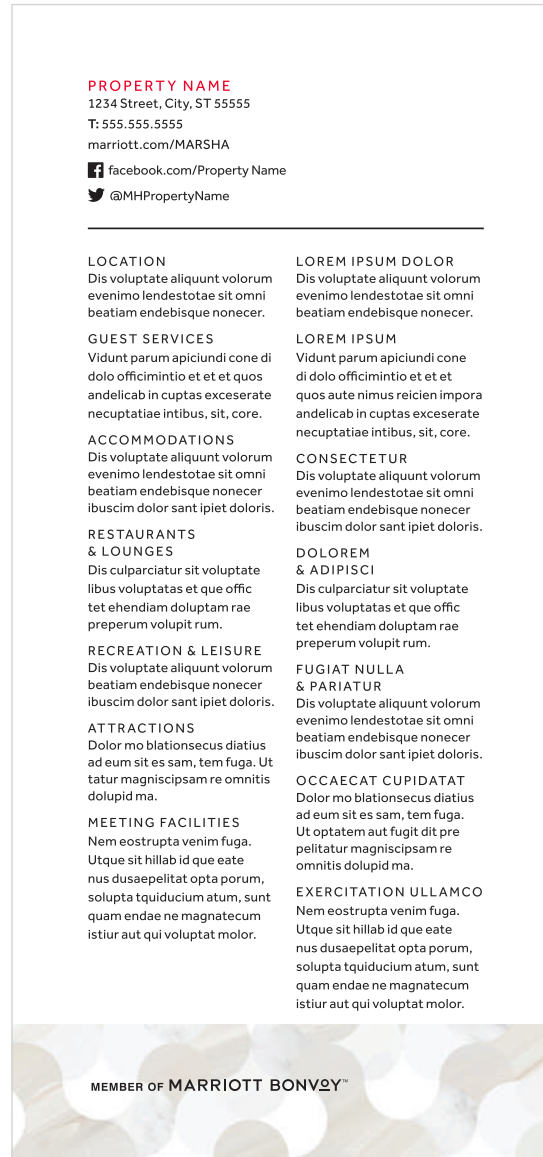 PROPERTY NAME
1234 Street, City, ST 55555
T: 555.555.5555
marriott.com/MARSHA
facebook.com/Property Name
@MHPropertyName
LOCATION
Dis voluptate aliquunt volorum
evenimo lendestotae sit omni
beatiam endebisque nonecer.
GUEST SERVICES
Vidunt parum apiciundi cone di
dolo officimintio et et et quos
andelicab in cuptas exceserate
necuptatiae intibus, sit, core.
ACCOMMODATIONS
Dis voluptate aliquunt volorum
evenimo lendestotae sit omni
beatiam endebisque nonecer
ibuscim dolor sant ipiet doloris.
RESTAURANTS
& LOUNGES
Dis culparciatur sit voluptate
libus voluptatas et que offic
tet ehendiam doluptam rae
preperum volupit rum.
RECREATION & LEISURE
Dis voluptate aliquunt volorum
beatiam endebisque nonecer
ibuscim dolor sant ipiet doloris.
ATTRACTIONS
Dolor mo blationsecus diatius
ad eum sit es sam, tem fuga. Ut
tatur magniscipsam re omnitis
dolupid ma.
MEETING FACILITIES
Nem eostrupta venim fuga.
Utque sit hillab id que eate
nus dusaepelitat opta porum,
solupta tquiducium atum, sunt
quam endae ne magnatecum
istiur aut qui voluptat molor.
LOREM IPSUM DOLOR
Dis voluptate aliquunt volorum
evenimo lendestotae sit omni
beatiam endebisque nonecer.
LOREM IPSUM
Vidunt parum apiciundi cone
di dolo officimintio et et et
quos aute nimus reicien impora
andelicab in cuptas exceserate
necuptatiae intibus, sit, core.
CONSECTETUR
Dis voluptate aliquunt volorum
evenimo lendestotae sit omni
beatiam endebisque nonecer
ibuscim dolor sant ipiet doloris.
DOLOREM
& ADIPISCI
Dis culparciatur sit voluptate
libus voluptatas et que offic
tet ehendiam doluptam rae
preperum volupit rum.
FUGIAT NULLA
& PARIATUR
Dis voluptate aliquunt volorum
evenimo lendestotae sit omni
beatiam endebisque nonecer
ibuscim dolor sant ipiet doloris.
OCCAECAT CUPIDATAT
Dolor mo blationsecus diatius
ad eum sit es sam, tem fuga.
Ut optatem aut fugit dit pre
pelitatur magniscipsam re
omnitis dolupid ma.
EXERCITATION ULLAMCO
Nem eostrupta venim fuga.
Utque sit hillab id que eate
nus dusaepelitat opta porum,
solupta tquiducium atum, sunt
quam endae ne magnatecum
istiur aut qui voluptat molor.
MEMBER OF MARRIOTT BONVOY™